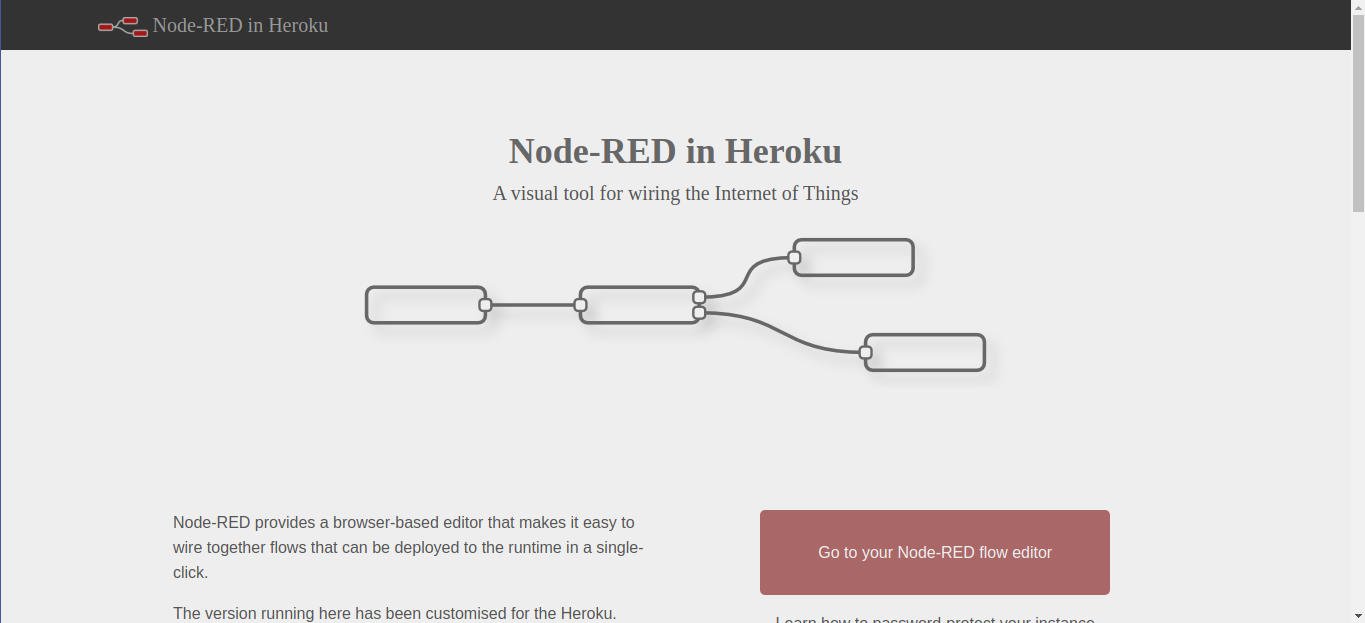 Node-RED in Heroku
Node-RED in Heroku
A visual tool for wiring the Internet of Things
Node-RED provides a browser-based editor that makes it easy to
wire together flows that can be deployed to the runtime in a single-
click.
The version running here has been customised for the Heroku.
Go to your Node-RED flow editor
Learn how to password-protect your instance